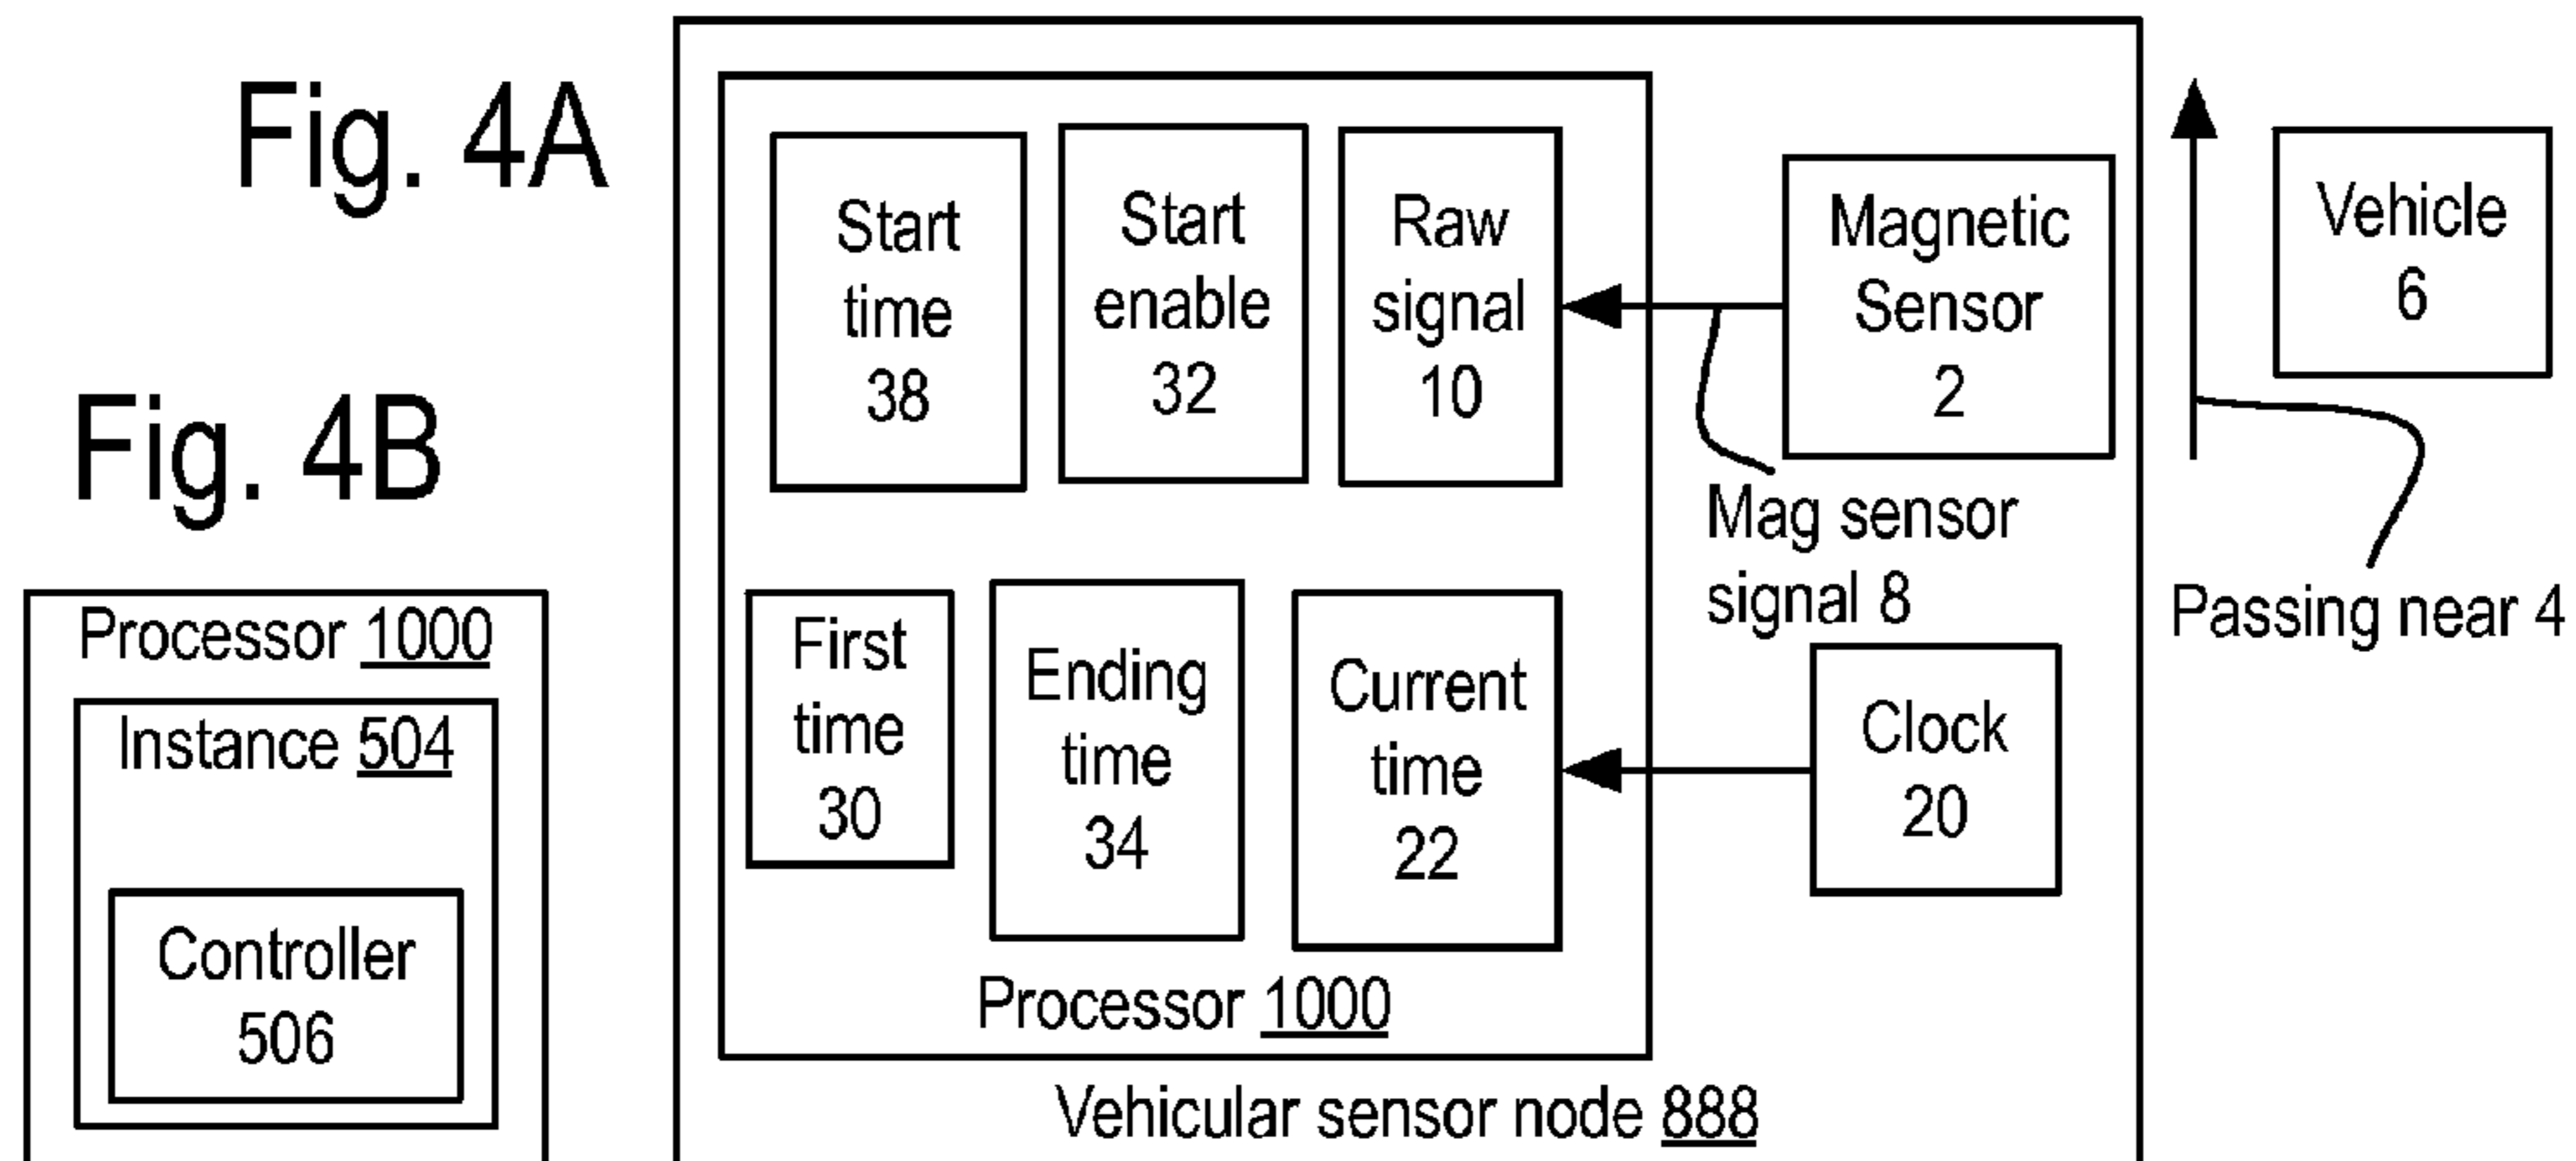 Fig. 4A
Start
time
38
Start
enable
32
Raw
signal
10
Magnetic
Sensor
2
Vehicle
6
Mag sensor
signal 8
Passing near 4
First
time
30
Ending
time
34
Current
time
22
Clock
20
Processor 1000
Vehicular sensor node 888
Fig. 4B
Processor 1000
Instance 504
Controller
506